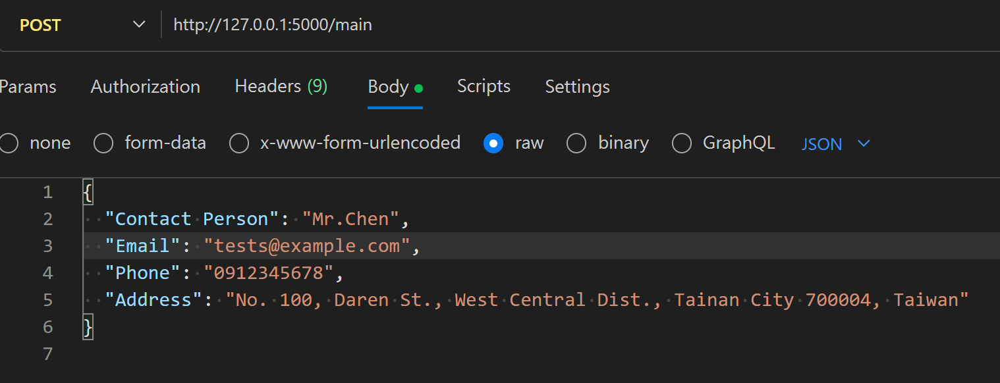 POST http://127.0.0.1:5000/main
Params Authorization Headers (9) Body Scripts Settings
none form-data x-www-form-urlencoded raw binary GraphQL JSON
1 {
2 "Contact Person": "Mr.Chen",
3 "Email": "tests@example.com",
4 "Phone": "0912345678",
5 "Address": "No. 100, Daren St., West Central Dist., Tainan City 700004, Taiwan"
6 }
7